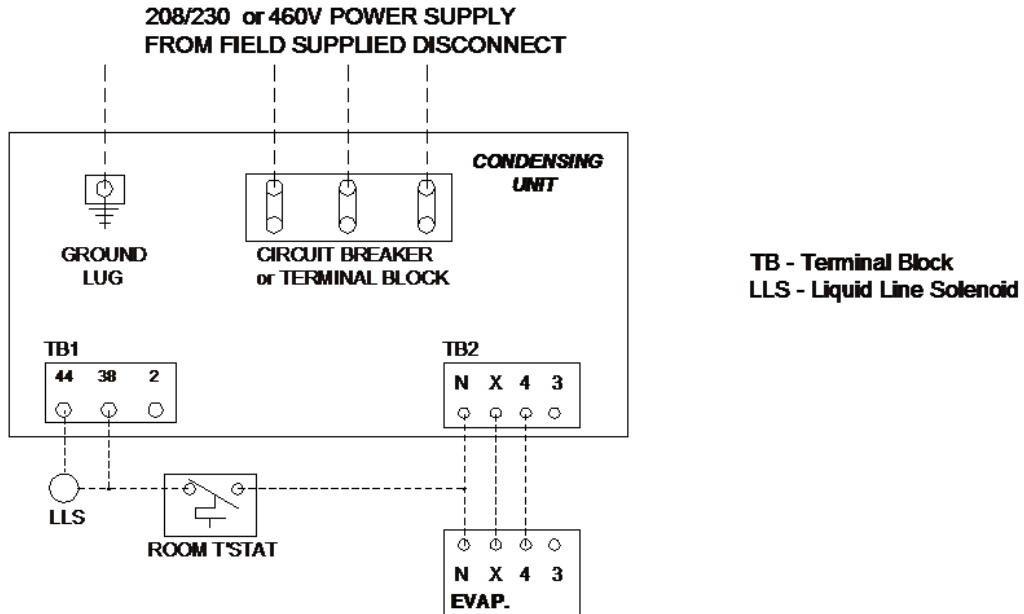 208/230 or 460V POWER SUPPLY
FROM FIELD SUPPLIED DISCONNECT
CONDENSING
UNIT
GROUND
LUG
CIRCUIT BREAKER
or TERMINAL BLOCK
TB - Terminal Block
LLS - Liquid Line Solenoid
TB1
44 38 2
TB2
N X 4 3
LLS
ROOM T'STAT
N X 4 3
EVAP.